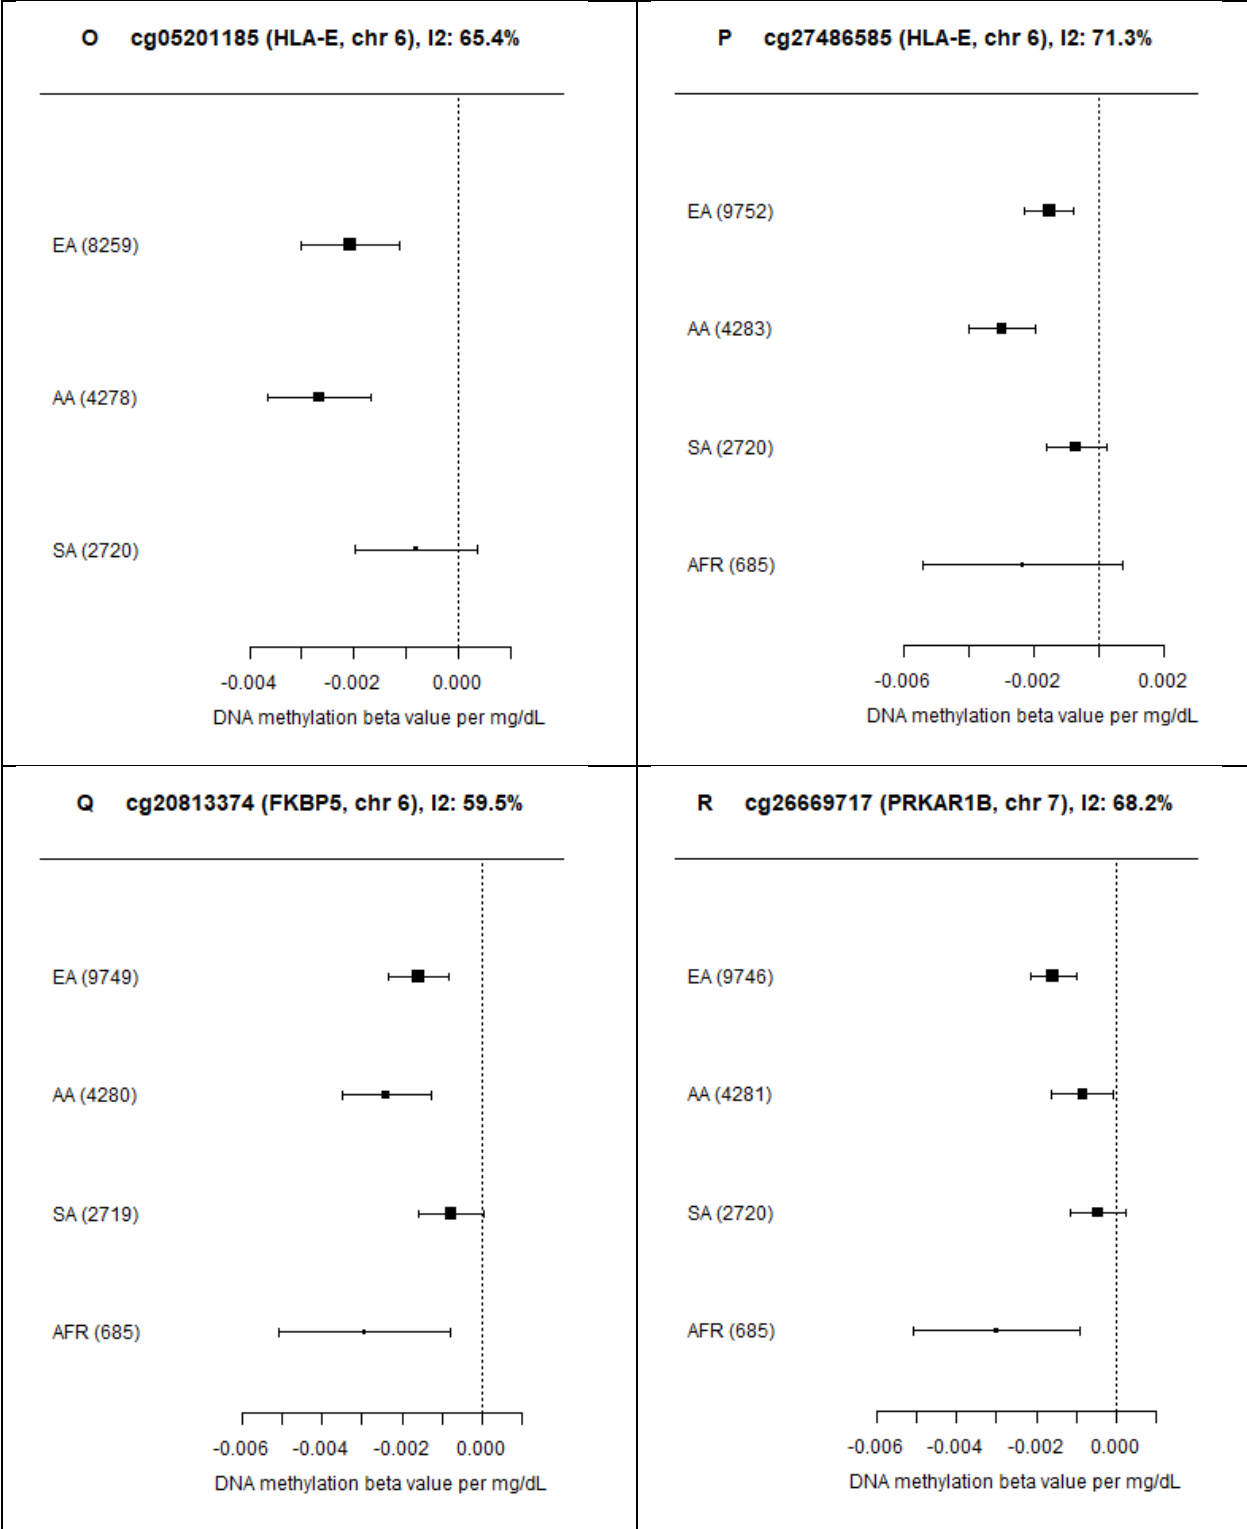 O cg05201185 (HLA-E, chr 6), I2: 65.4%
EA (8259)
AA (4278)
SA (2720)
-0.004 -0.002 0.000
DNA methylation beta value per mg/dL
P cg27486585 (HLA-E, chr 6), I2: 71.3%
EA (9752)
AA (4283)
SA (2720)
AFR (685)
-0.006 -0.002 0.002
DNA methylation beta value per mg/dL
Q cg20813374 (FKBP5, chr 6), I2: 59.5%
EA (9749)
AA (4280)
SA (2719)
AFR (685)
-0.006 -0.004 -0.002 0.000
DNA methylation beta value per mg/dL
R cg26669717 (PRKAR1B, chr 7), I2: 68.2%
EA (9746)
AA (4281)
SA (2720)
AFR (685)
-0.006 -0.004 -0.002 0.000
DNA methylation beta value per mg/dL